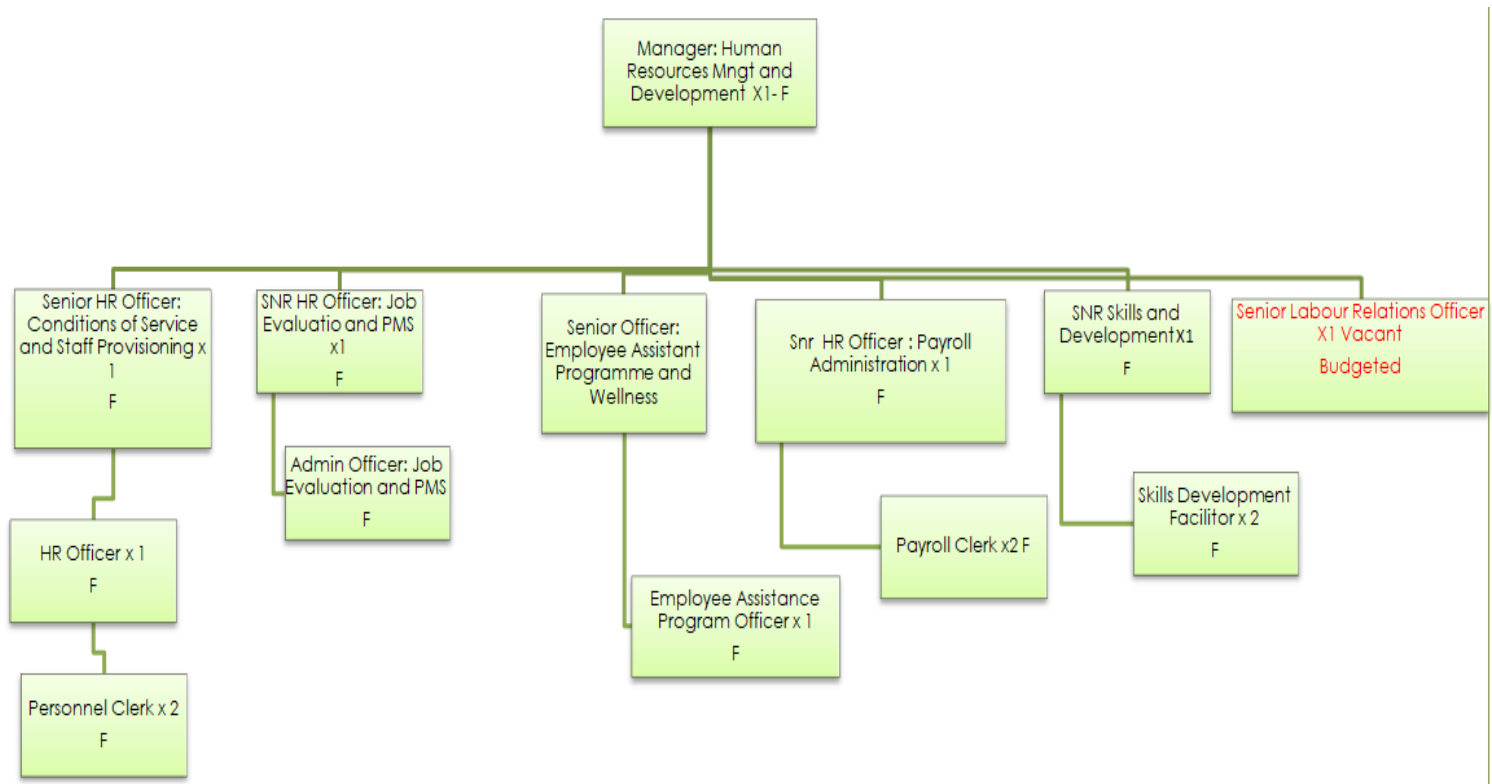 Manager: Human
Resources Mngt and
Development X1- F
Senior HR Officer:
Conditions of Service
and Staff Provisioning x
1
F
SNR HR Officer: Job
Evaluatio and PMS
x1
F
Senior Officer:
Employee Assistant
Programme and
Wellness
Snr HR Officer : Payroll
Administration x 1
F
SNR Skills and
Development X1
F
Senior Labour Relations Officer
X1 Vacant
Budgeted
Admin Officer: Job
Evaluation and PMS
F
Skills Development
Facilitor x 2
F
HR Officer x 1
F
Payroll Clerk x2 F
Employee Assistance
Program Officer x 1
F
Personnel Clerk x 2
F